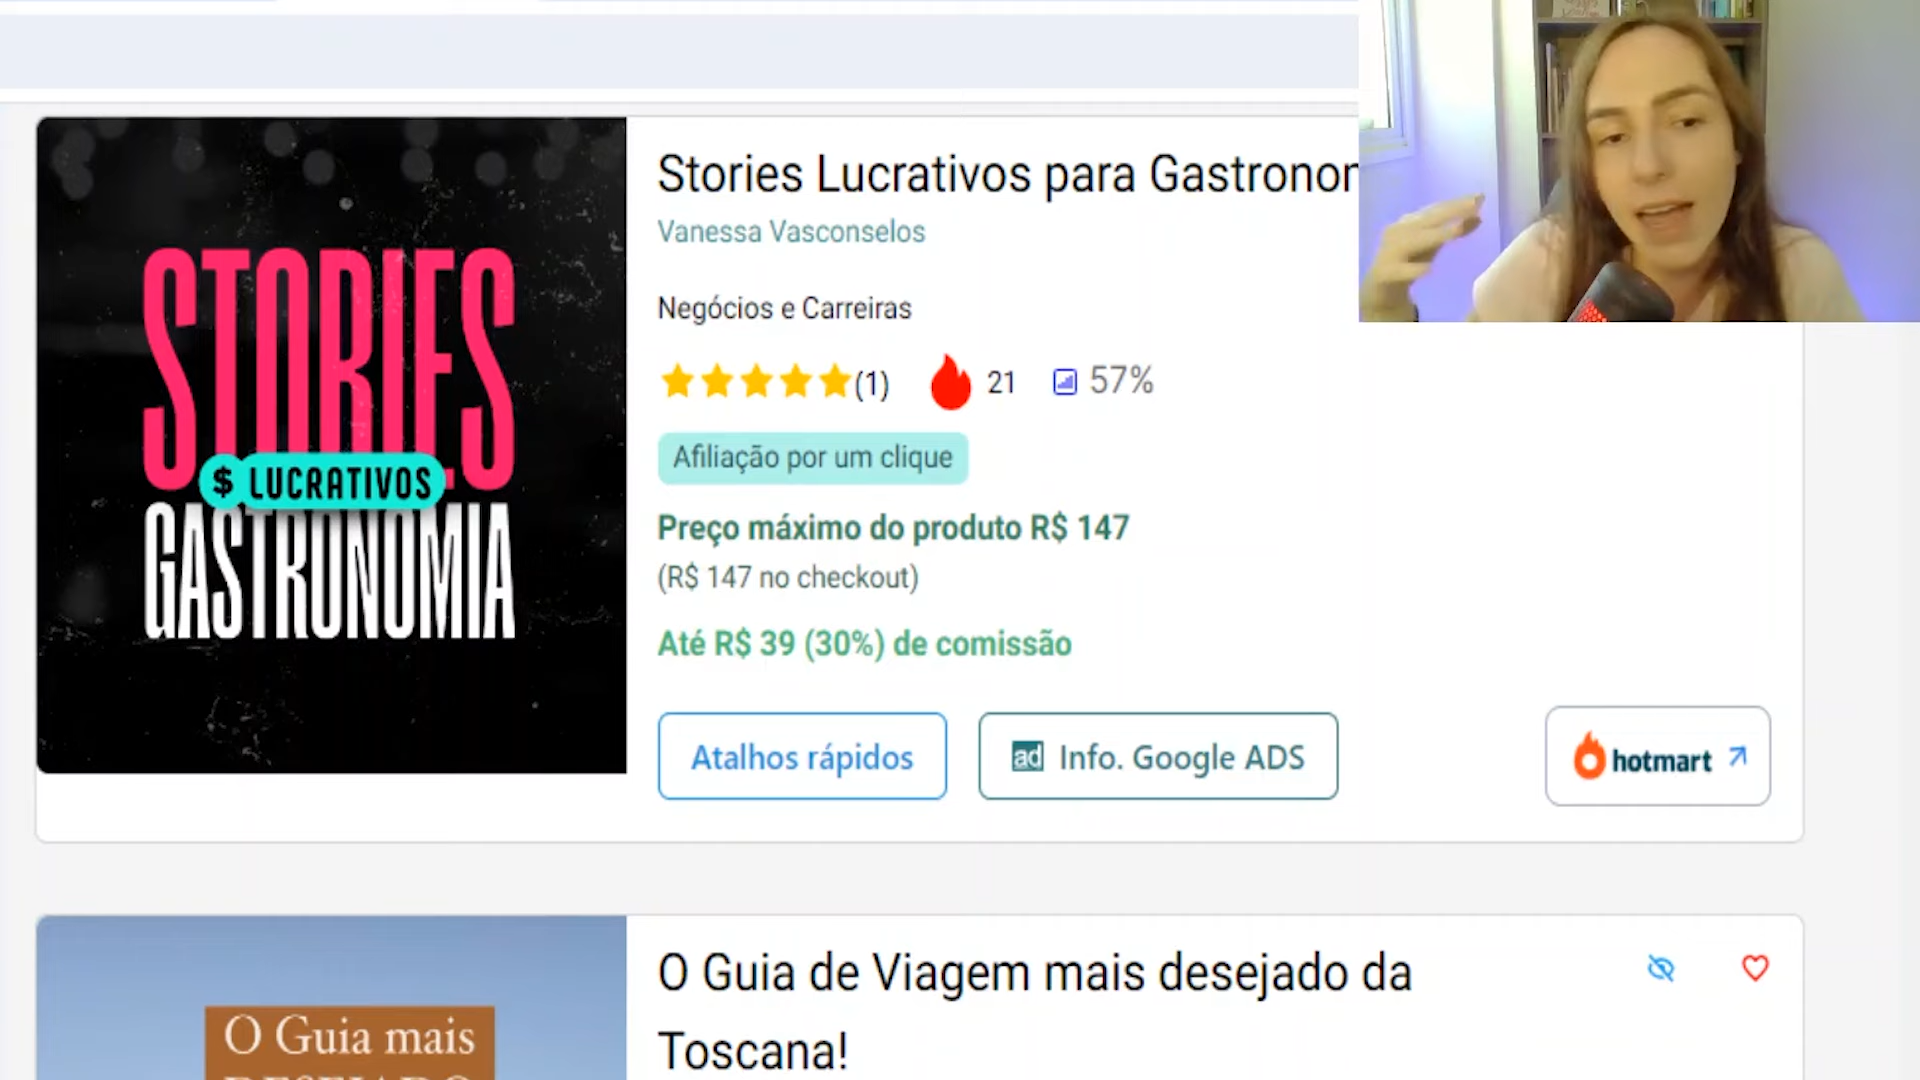 STORIES
$ LUCRATIVOS
GASTRONOMIA
Stories Lucrativos para Gastronom
Vanessa Vasconselos
Negócios e Carreiras
(1) 21 57%
Afiliação por um clique
Preço máximo do produto R$ 147
(R$ 147 no checkout)
Até R$ 39 (30%) de comissão
Atalhos rápidos
ad Info. Google ADS
hotmart
O Guia mais
DESEJADO
O Guia de Viagem mais desejado da
Toscana!